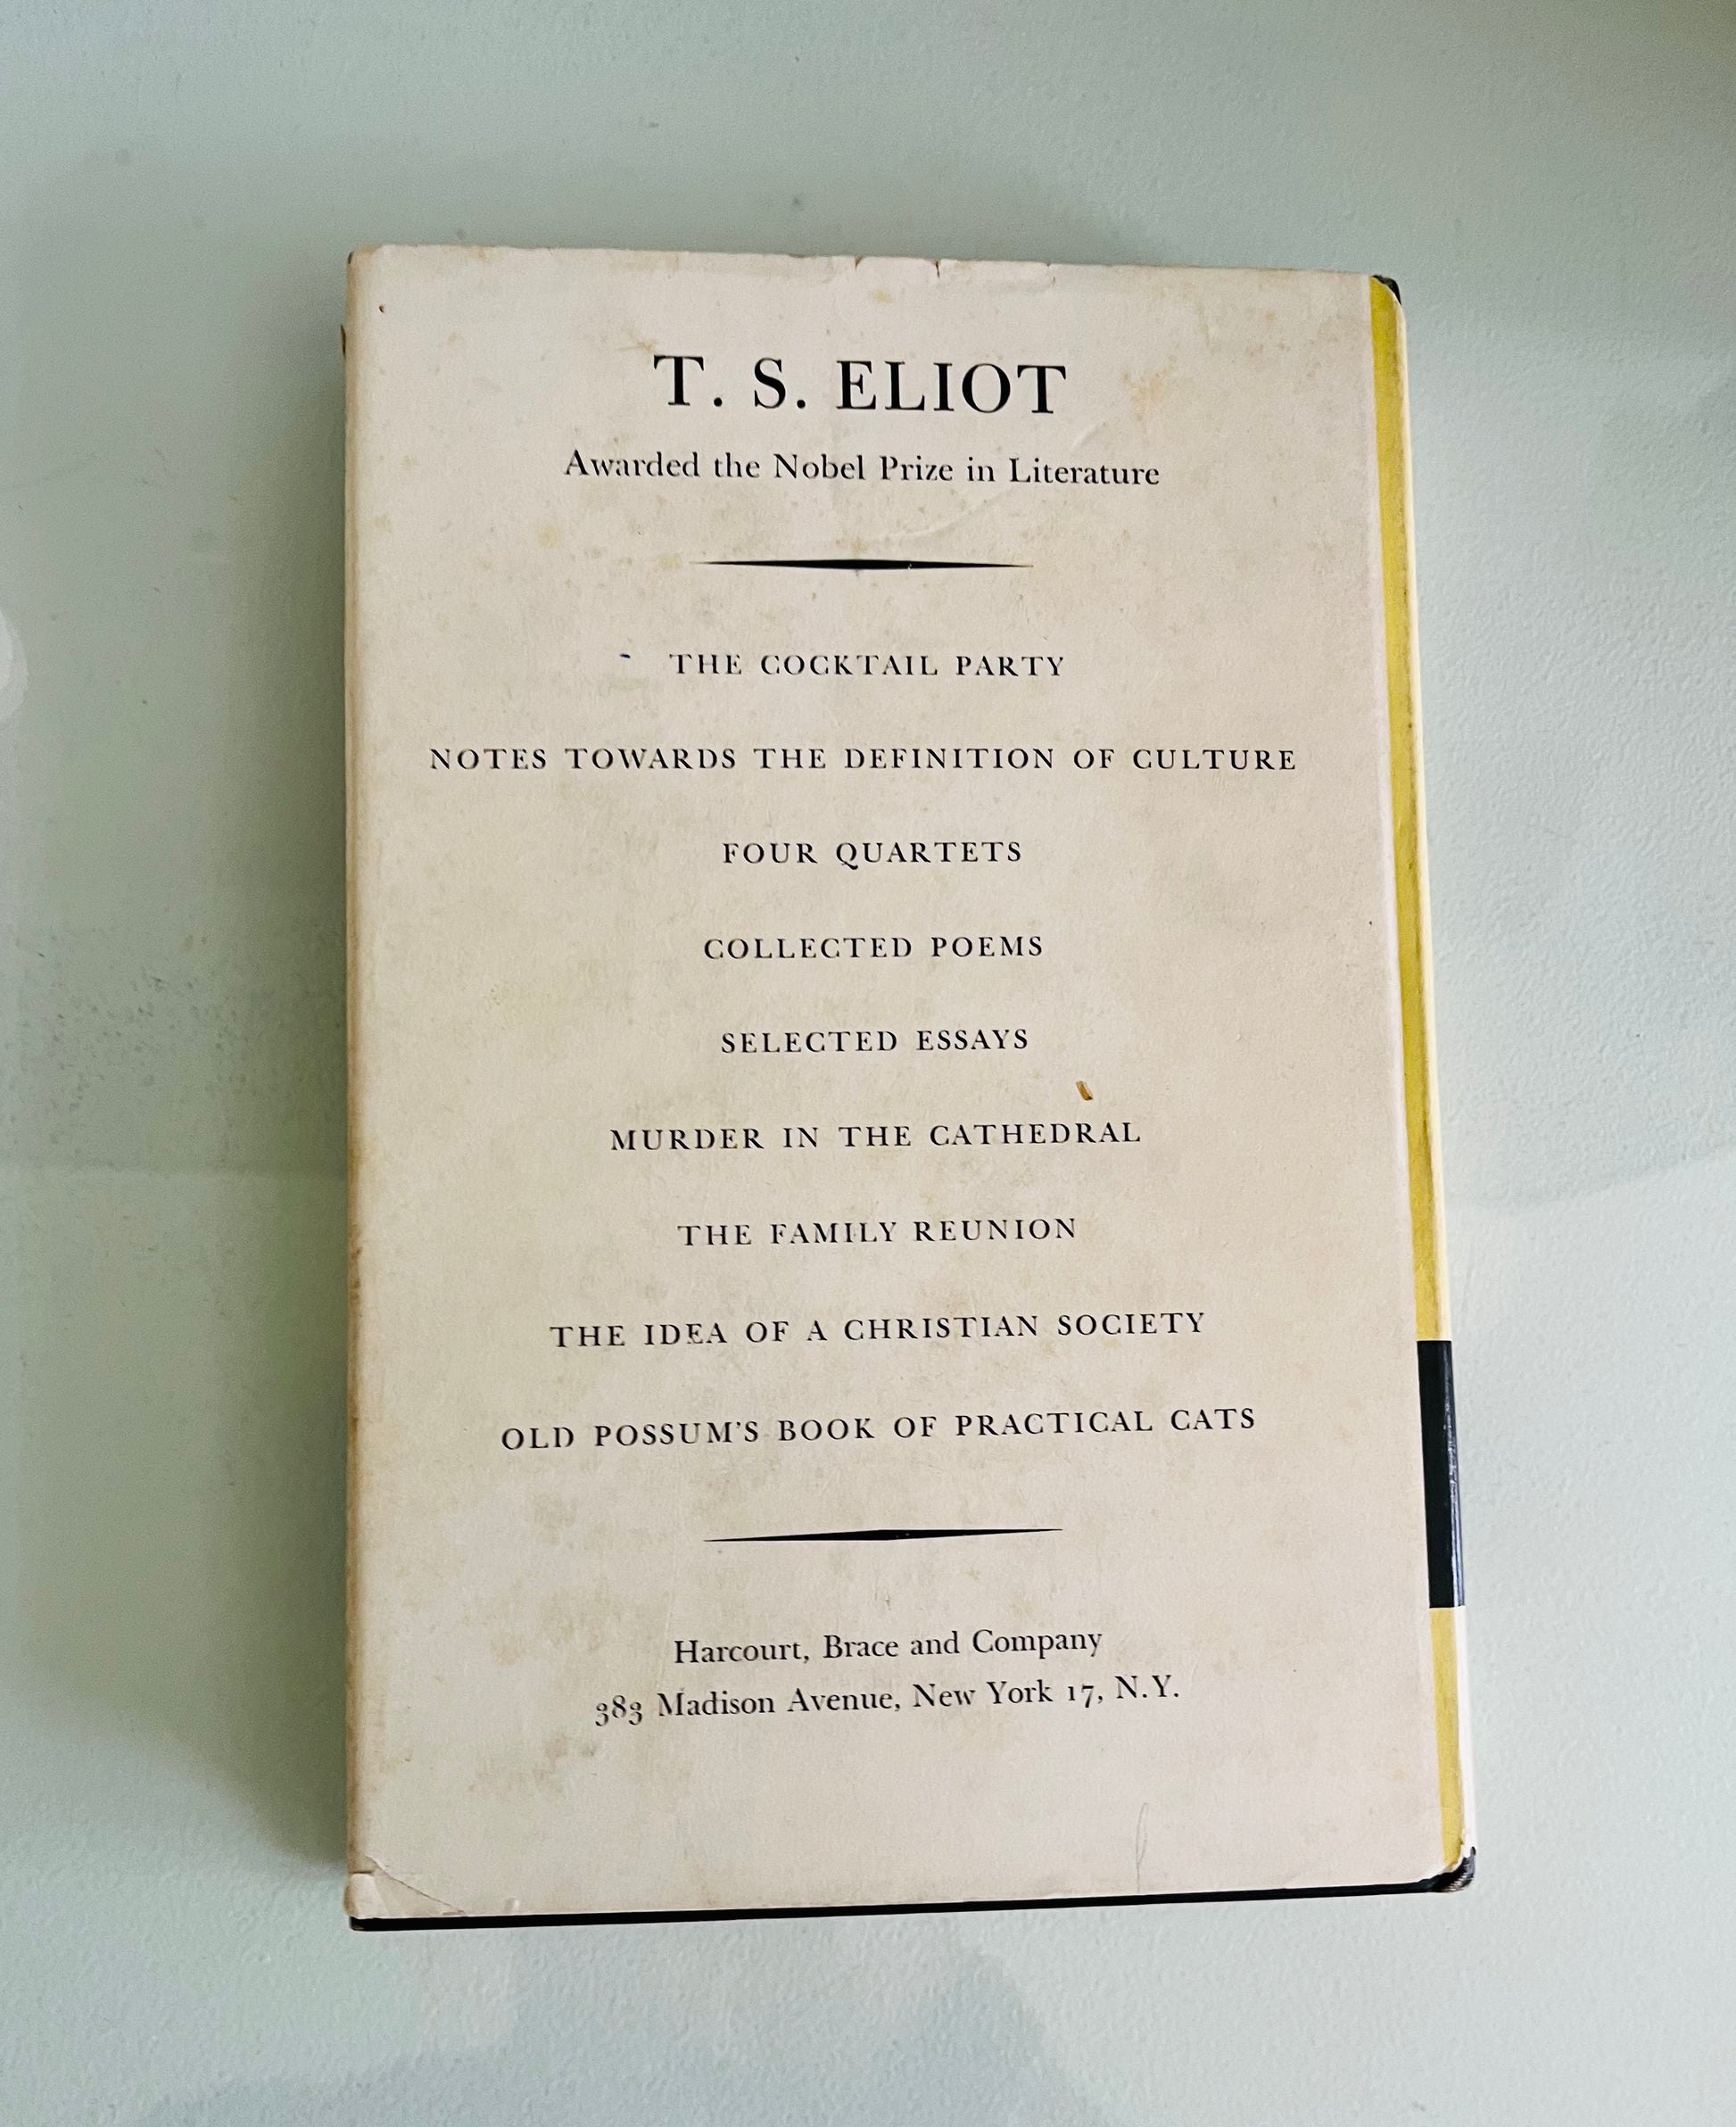 T. S. ELIOT
Awarded the Nobel Prize in Literature
THE COCKTAIL PARTY
NOTES TOWARDS THE DEFINITION OF CULTURE
FOUR QUARTETS
COLLECTED POEMS
SELECTED ESSAYS
MURDER IN THE CATHEDRAL
THE FAMILY REUNION
THE IDEA OF A CHRISTIAN SOCIETY
OLD POSSUM'S BOOK OF PRACTICAL CATS
Harcourt, Brace and Company
383 Madison Avenue, New York 17, N.Y.